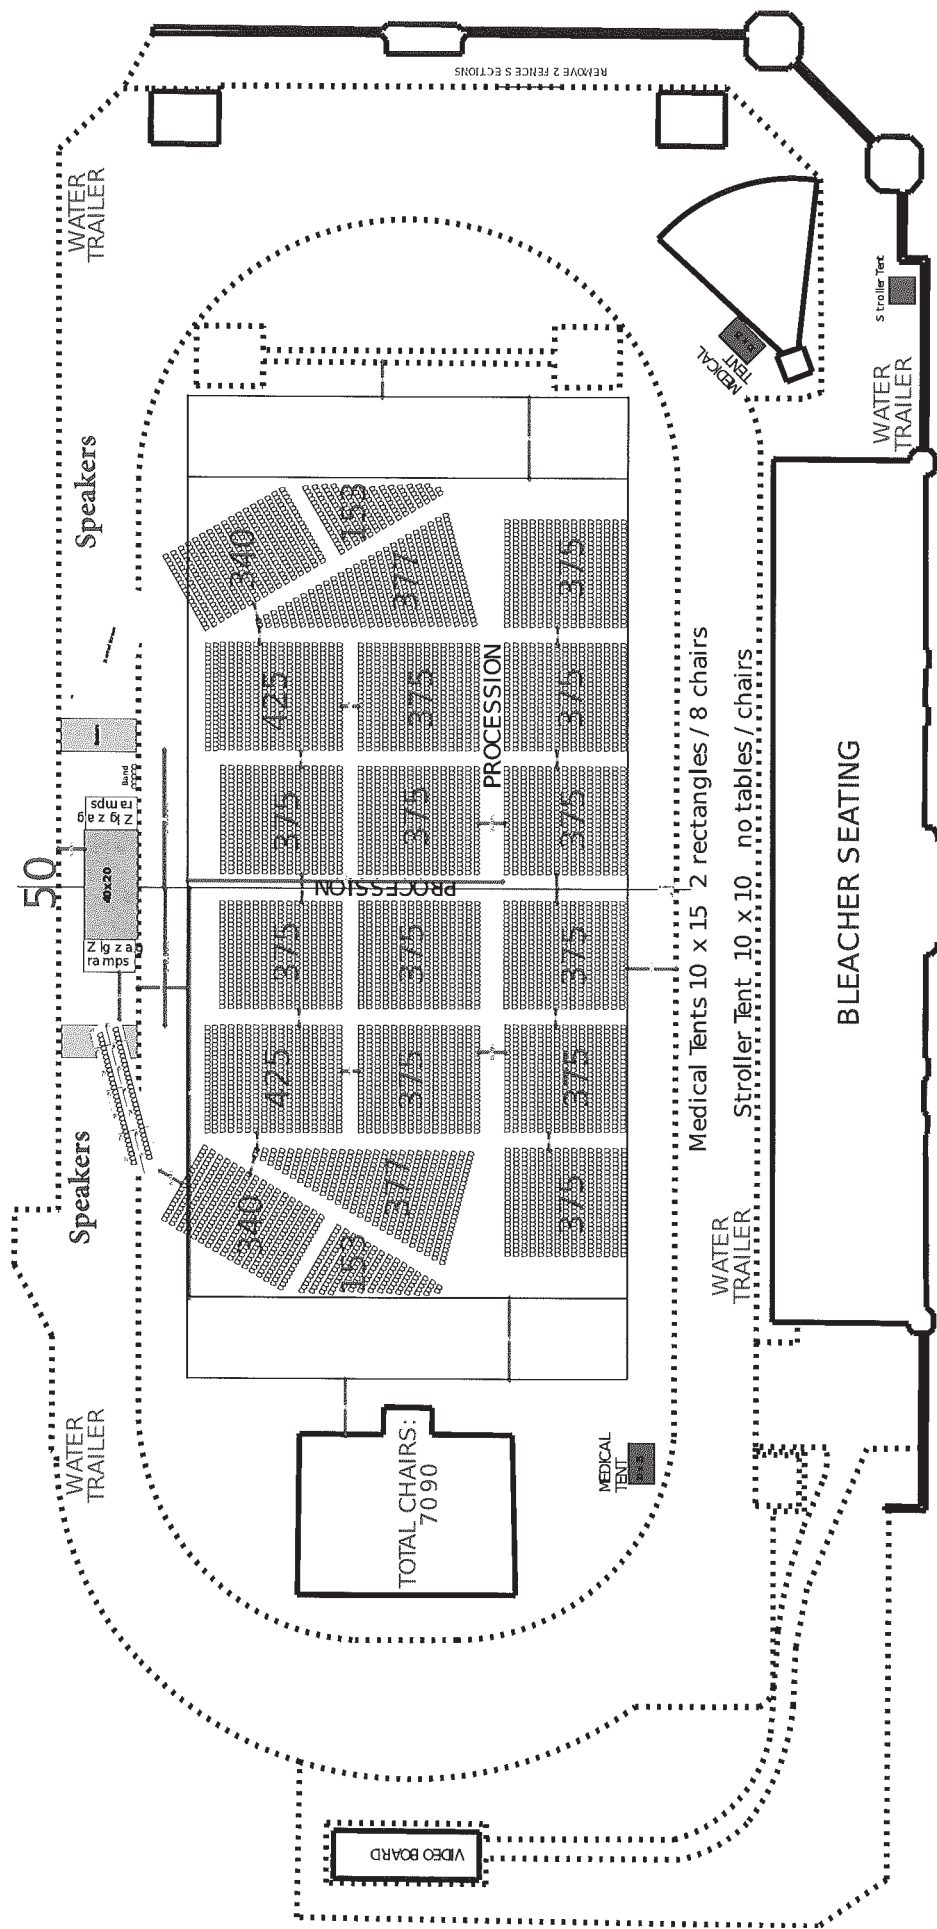 REMOVE 2 FENCE SECTIONS
WATER
TRAILER
Stroller Tent
MEDICAL
TENT
WATER
TRAILER
Speakers
340
153
377
375
425
375
375
PROCESSION
Band
Zigzag
ramps
375
375
375
50
40x20
PROCESSION
Zigza
ramps
375
375
375
425
375
375
340
377
153
375
Speakers
Medical Tents 10 x 15 2 rectangles / 8 chairs
Stroller Tent 10 x 10 no tables / chairs
BLEACHER SEATING
WATER
TRAILER
WATER
TRAILER
TOTAL CHAIRS:
7090
MEDICAL
TENT
VIDEO BOARD